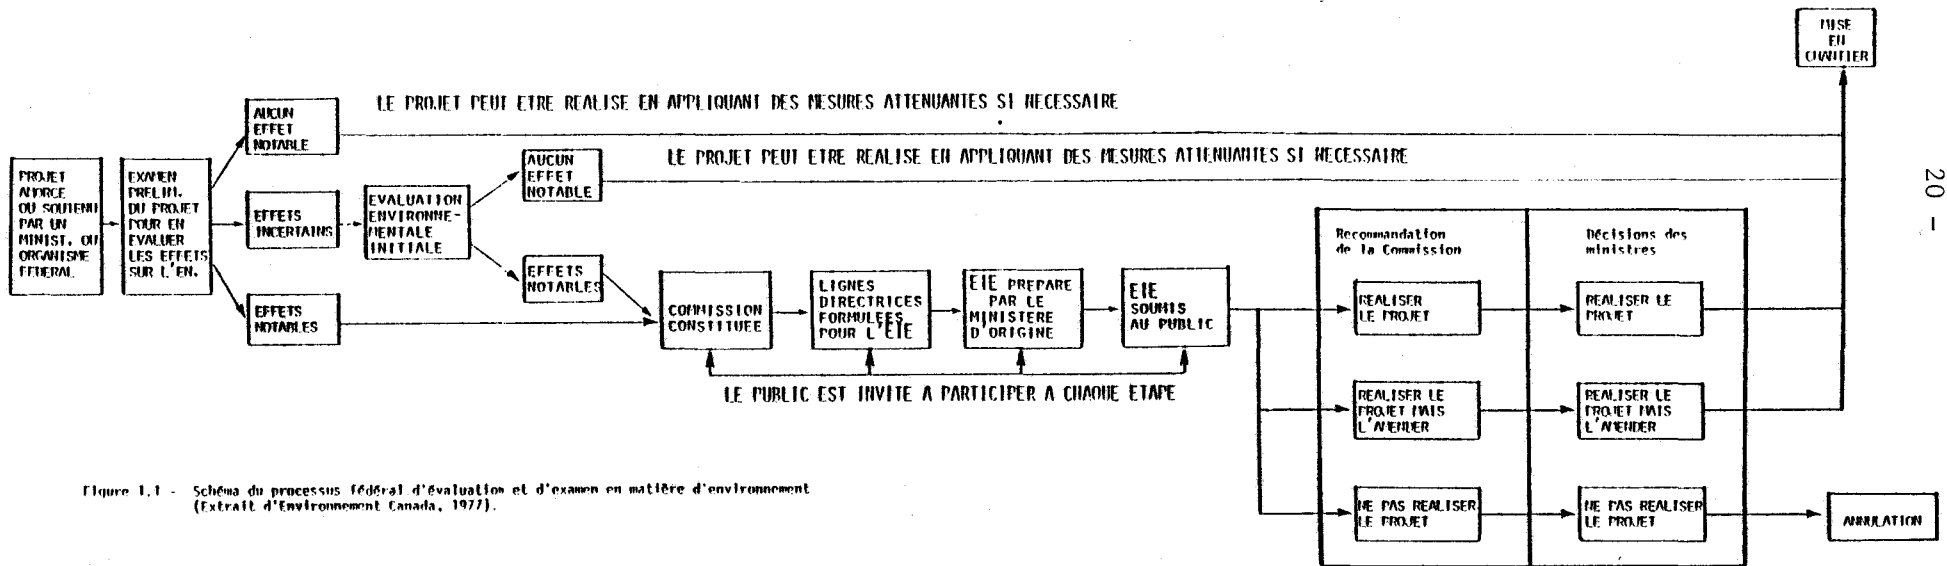 MISE
EN
CHANTIER
LE PROJET PEUT ETRE REALISE EN APPLIQUANT DES MESURES ATTENUANTES SI NECESSAIRE
AUCUN
EFFET
NOTABLE
LE PROJET PEUT ETRE REALISE EN APPLIQUANT DES MESURES ATTENUANTES SI NECESSAIRE
AUCUN
EFFET
NOTABLE
PROJET
AMORCE
OU SOUTENU
PAR UN
MINIST. OU
ORGANISME
FEDERAL
EXAMEN
PRELIM.
DU PROJET
POUR EN
EVALUER
LES EFFETS
SUR L'EN.
EFFETS
INCERTAINS
EVALUATION
ENVIRONNE-
MENTALE
INITIALE
EFFETS
NOTABLES
EFFETS
NOTABLES
COMMISSION
CONSTITUEE
LIGNES
DIRECTRICES
FORMULEES
POUR L'EIE
EIE PREPARE
PAR LE
MINISTERE
D'ORIGINE
EIE
SOUMIS
AU PUBLIC
LE PUBLIC EST INVITE A PARTICIPER A CHAQUE ETAPE
Recommandation
de la Commission
Décisions des
ministres
REALISER
LE PROJET
REALISER LE
PROJET
REALISER LE
PROJET MAIS
L'AMENDER
REALISER LE
PROJET MAIS
L'AMENDER
NE PAS REALISER
LE PROJET
NE PAS REALISER
LE PROJET
ANNULATION
20 -
Figure 1.1 - Schéma du processus fédéral d'évaluation et d'examen en matière d'environnement
(Extrait d'Environnement Canada, 1977).